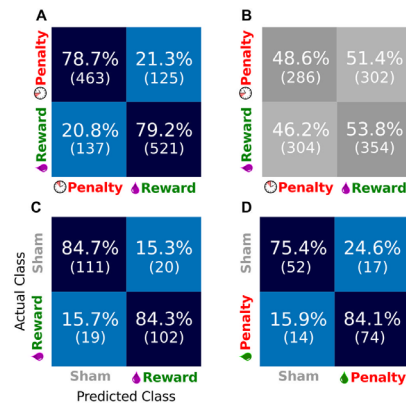 A
Penalty
78.7% 21.3%
(463) (125)
Reward
20.8% 79.2%
(137) (521)
Penalty Reward
B
48.6% 51.4%
(286) (302)
46.2% 53.8%
(304) (354)
Penalty Reward
C
Actual Class
Sham
84.7% 15.3%
(111) (20)
Reward
15.7% 84.3%
(19) (102)
Sham Reward
Predicted Class
D
Sham
75.4% 24.6%
(52) (17)
Penalty
15.9% 84.1%
(14) (74)
Sham Penalty